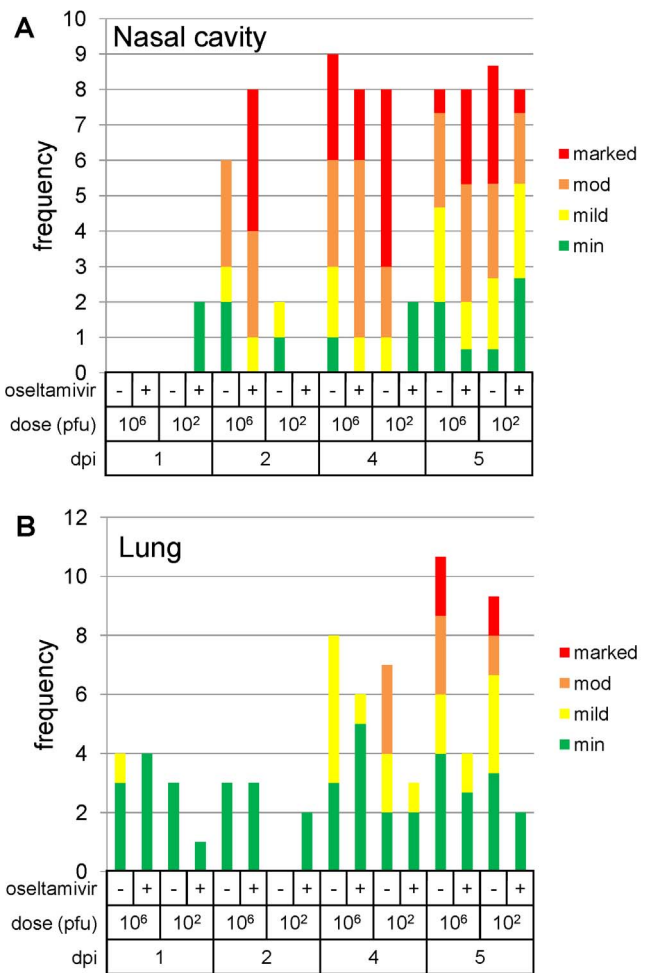 A
Nasal cavity
frequency
10
9
8
7
6
5
4
3
2
1
0
marked
mod
mild
min
oseltamivir - + - + - + - + - + - + - + - +
dose (pfu) 10⁶ 10² 10⁶ 10² 10⁶ 10² 10⁶ 10²
dpi 1 2 4 5
B
Lung
frequency
12
10
8
6
4
2
0
marked
mod
mild
min
oseltamivir - + - + - + - + - + - + - + - +
dose (pfu) 10⁶ 10² 10⁶ 10² 10⁶ 10² 10⁶ 10²
dpi 1 2 4 5